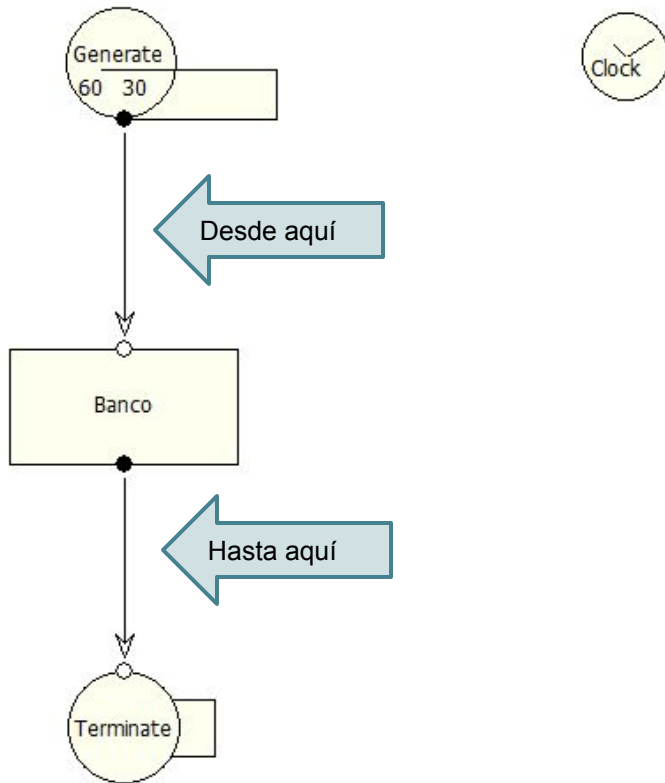 Generate
60 30
Clock
Desde aquí
Banco
Hasta aquí
Terminate